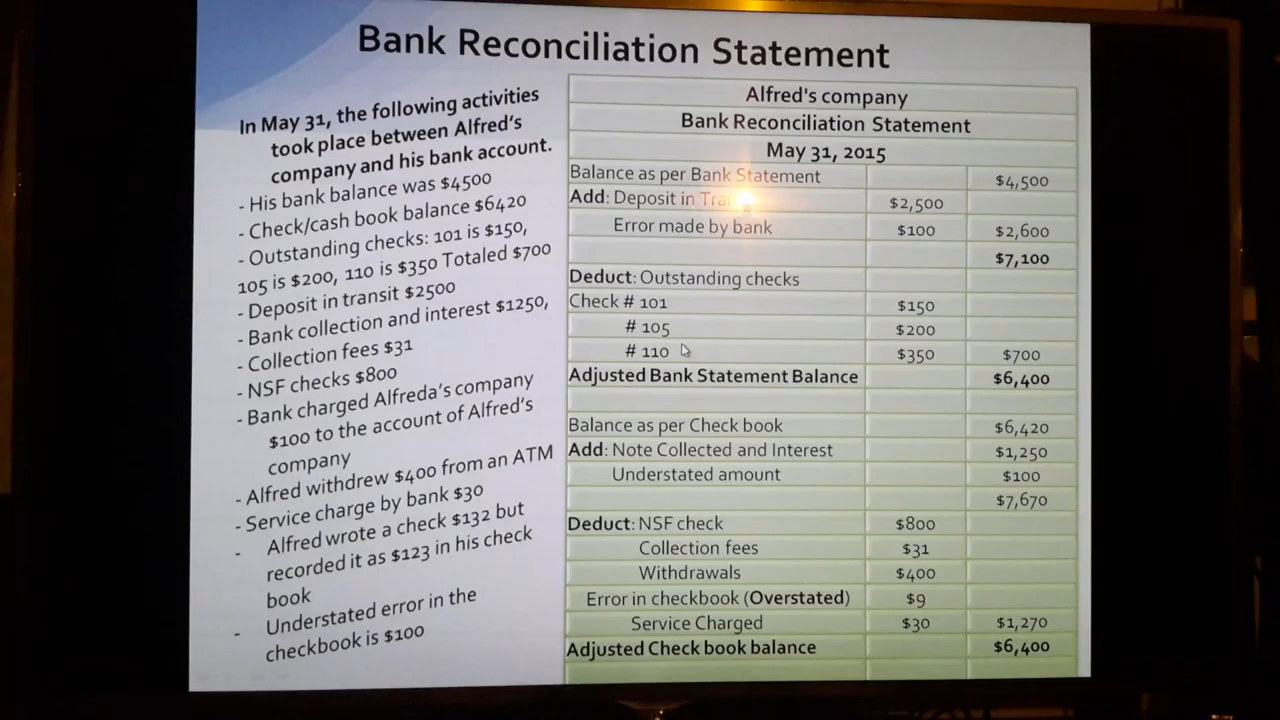 Bank Reconciliation Statement
In May 31, the following activities
took place between Alfred's
company and his bank account.
- His bank balance was $4500
- Check/cash book balance $6420
- Outstanding checks: 101 is $150,
105 is $200, 110 is $350 Totaled $700
- Deposit in transit $2500
- Bank collection and interest $1250,
- Collection fees $31
- NSF checks $800
- Bank charged Alfreda's company
$100 to the account of Alfred's
company
- Alfred withdrew $400 from an ATM
- Service charge by bank $30
- Alfred wrote a check $132 but
recorded it as $123 in his check
book
- Understated error in the
checkbook is $100
Alfred's company
Bank Reconciliation Statement
May 31, 2015
Balance as per Bank Statement $4,500
Add: Deposit in $2,500
Error made by bank $100 $2,600
$7,100
Deduct: Outstanding checks
Check # 101 $150
# 105 $200
# 110 $350 $700
Adjusted Bank Statement Balance $6,400
Balance as per Check book $6,420
Add: Note Collected and Interest $1,250
Understated amount $100
$7,670
Deduct: NSF check $800
Collection fees $31
Withdrawals $400
Error in checkbook (Overstated) $9
Service Charged $30 $1,270
Adjusted Check book balance $6,400